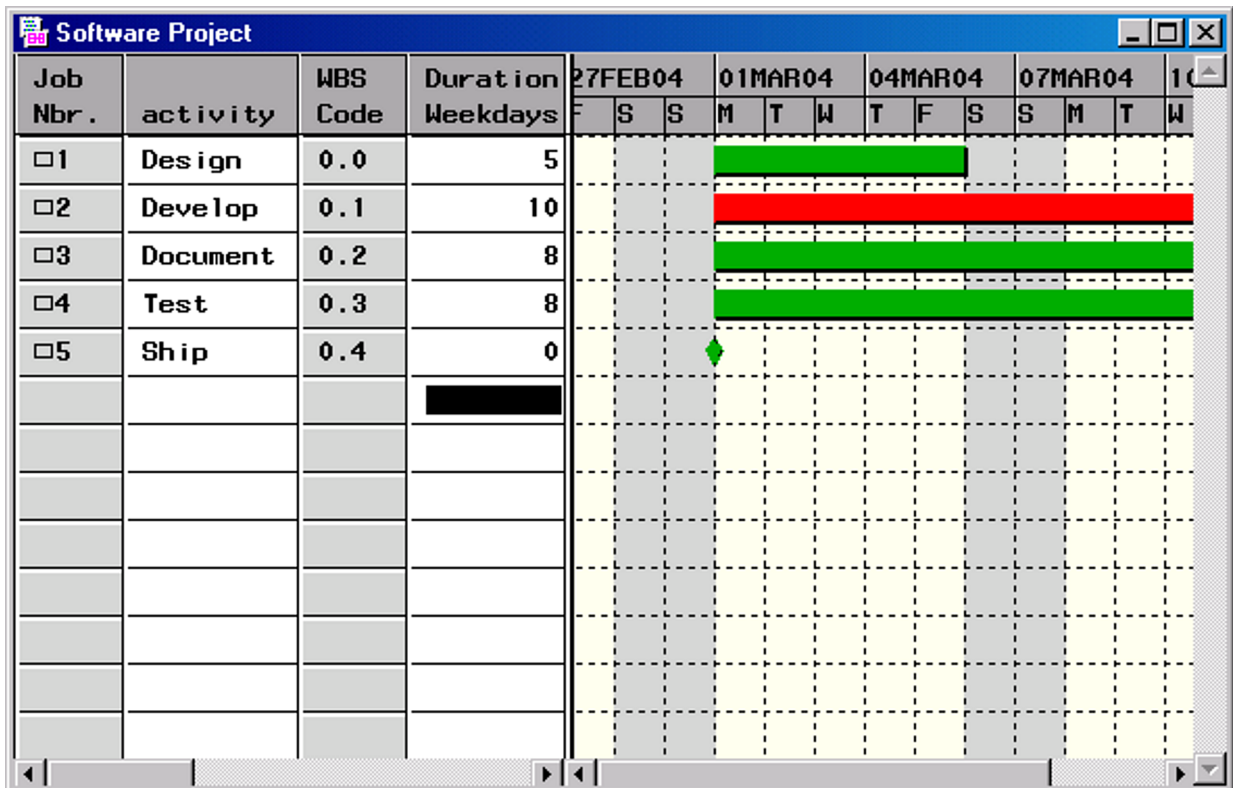 Software Project
Job WBS Duration 27FEB04 01MAR04 04MAR04 07MAR04 10
Nbr. activity Code Weekdays F S S M T W T F S S M T W
1 Design 0.0 5
2 Develop 0.1 10
3 Document 0.2 8
4 Test 0.3 8
5 Ship 0.4 0